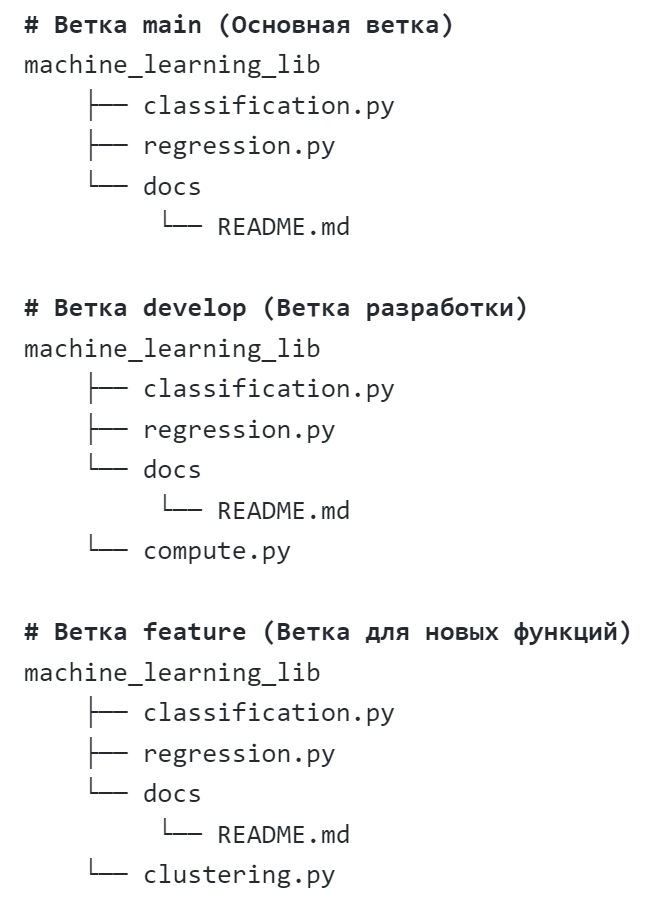 # Ветка main (Основная ветка)
machine_learning_lib
    ├── classification.py
    ├── regression.py
    └── docs
         └── README.md

# Ветка develop (Ветка разработки)
machine_learning_lib
    ├── classification.py
    ├── regression.py
    └── docs
         └── README.md
    └── compute.py

# Ветка feature (Ветка для новых функций)
machine_learning_lib
    ├── classification.py
    ├── regression.py
    └── docs
         └── README.md
    └── clustering.py